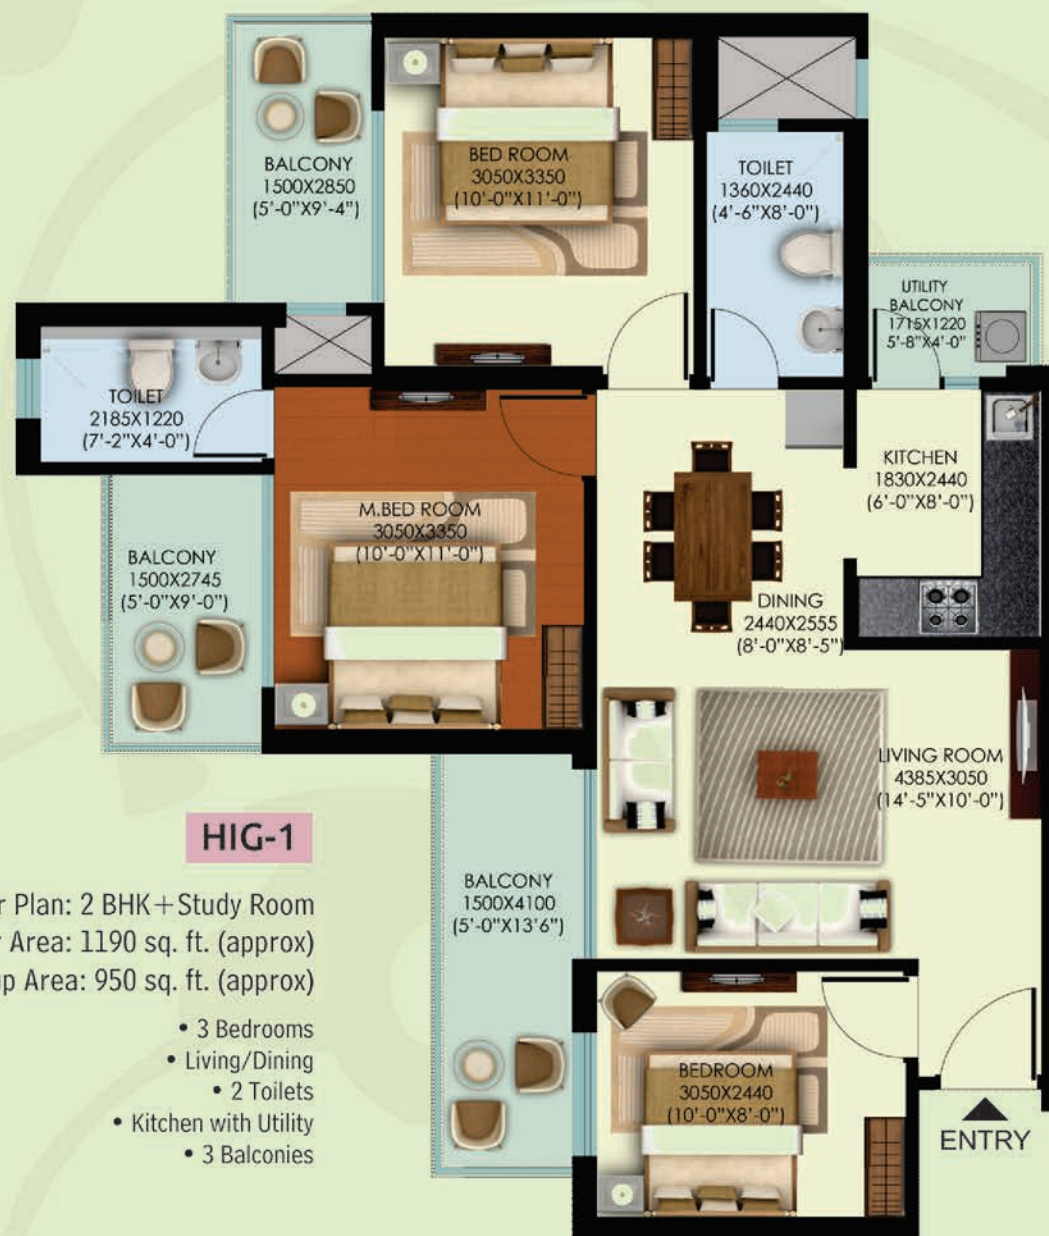 BALCONY
1500X2850
(5'-0"X9'-4")
BED ROOM
3050X3350
(10'-0"X11'-0")
TOILET
1360X2440
(4'-6"X8'-0")
UTILITY
BALCONY
1715X1220
5'-8"X4'-0"
TOILET
2185X1220
(7'-2"X4'-0")
M.BED ROOM
3050X3350
(10'-0"X11'-0")
KITCHEN
1830X2440
(6'-0"X8'-0")
BALCONY
1500X2745
(5'-0"X9'-0")
DINING
2440X2555
(8'-0"X8'-5")
LIVING ROOM
4385X3050
(14'-5"X10'-0")
HIG-1
r Plan: 2 BHK+Study Room
r Area: 1190 sq. ft. (approx)
up Area: 950 sq. ft. (approx)
• 3 Bedrooms
• Living/Dining
• 2 Toilets
• Kitchen with Utility
• 3 Balconies
BALCONY
1500X4100
(5'-0"X13'6")
BEDROOM
3050X2440
(10'-0"X8'-0")
ENTRY